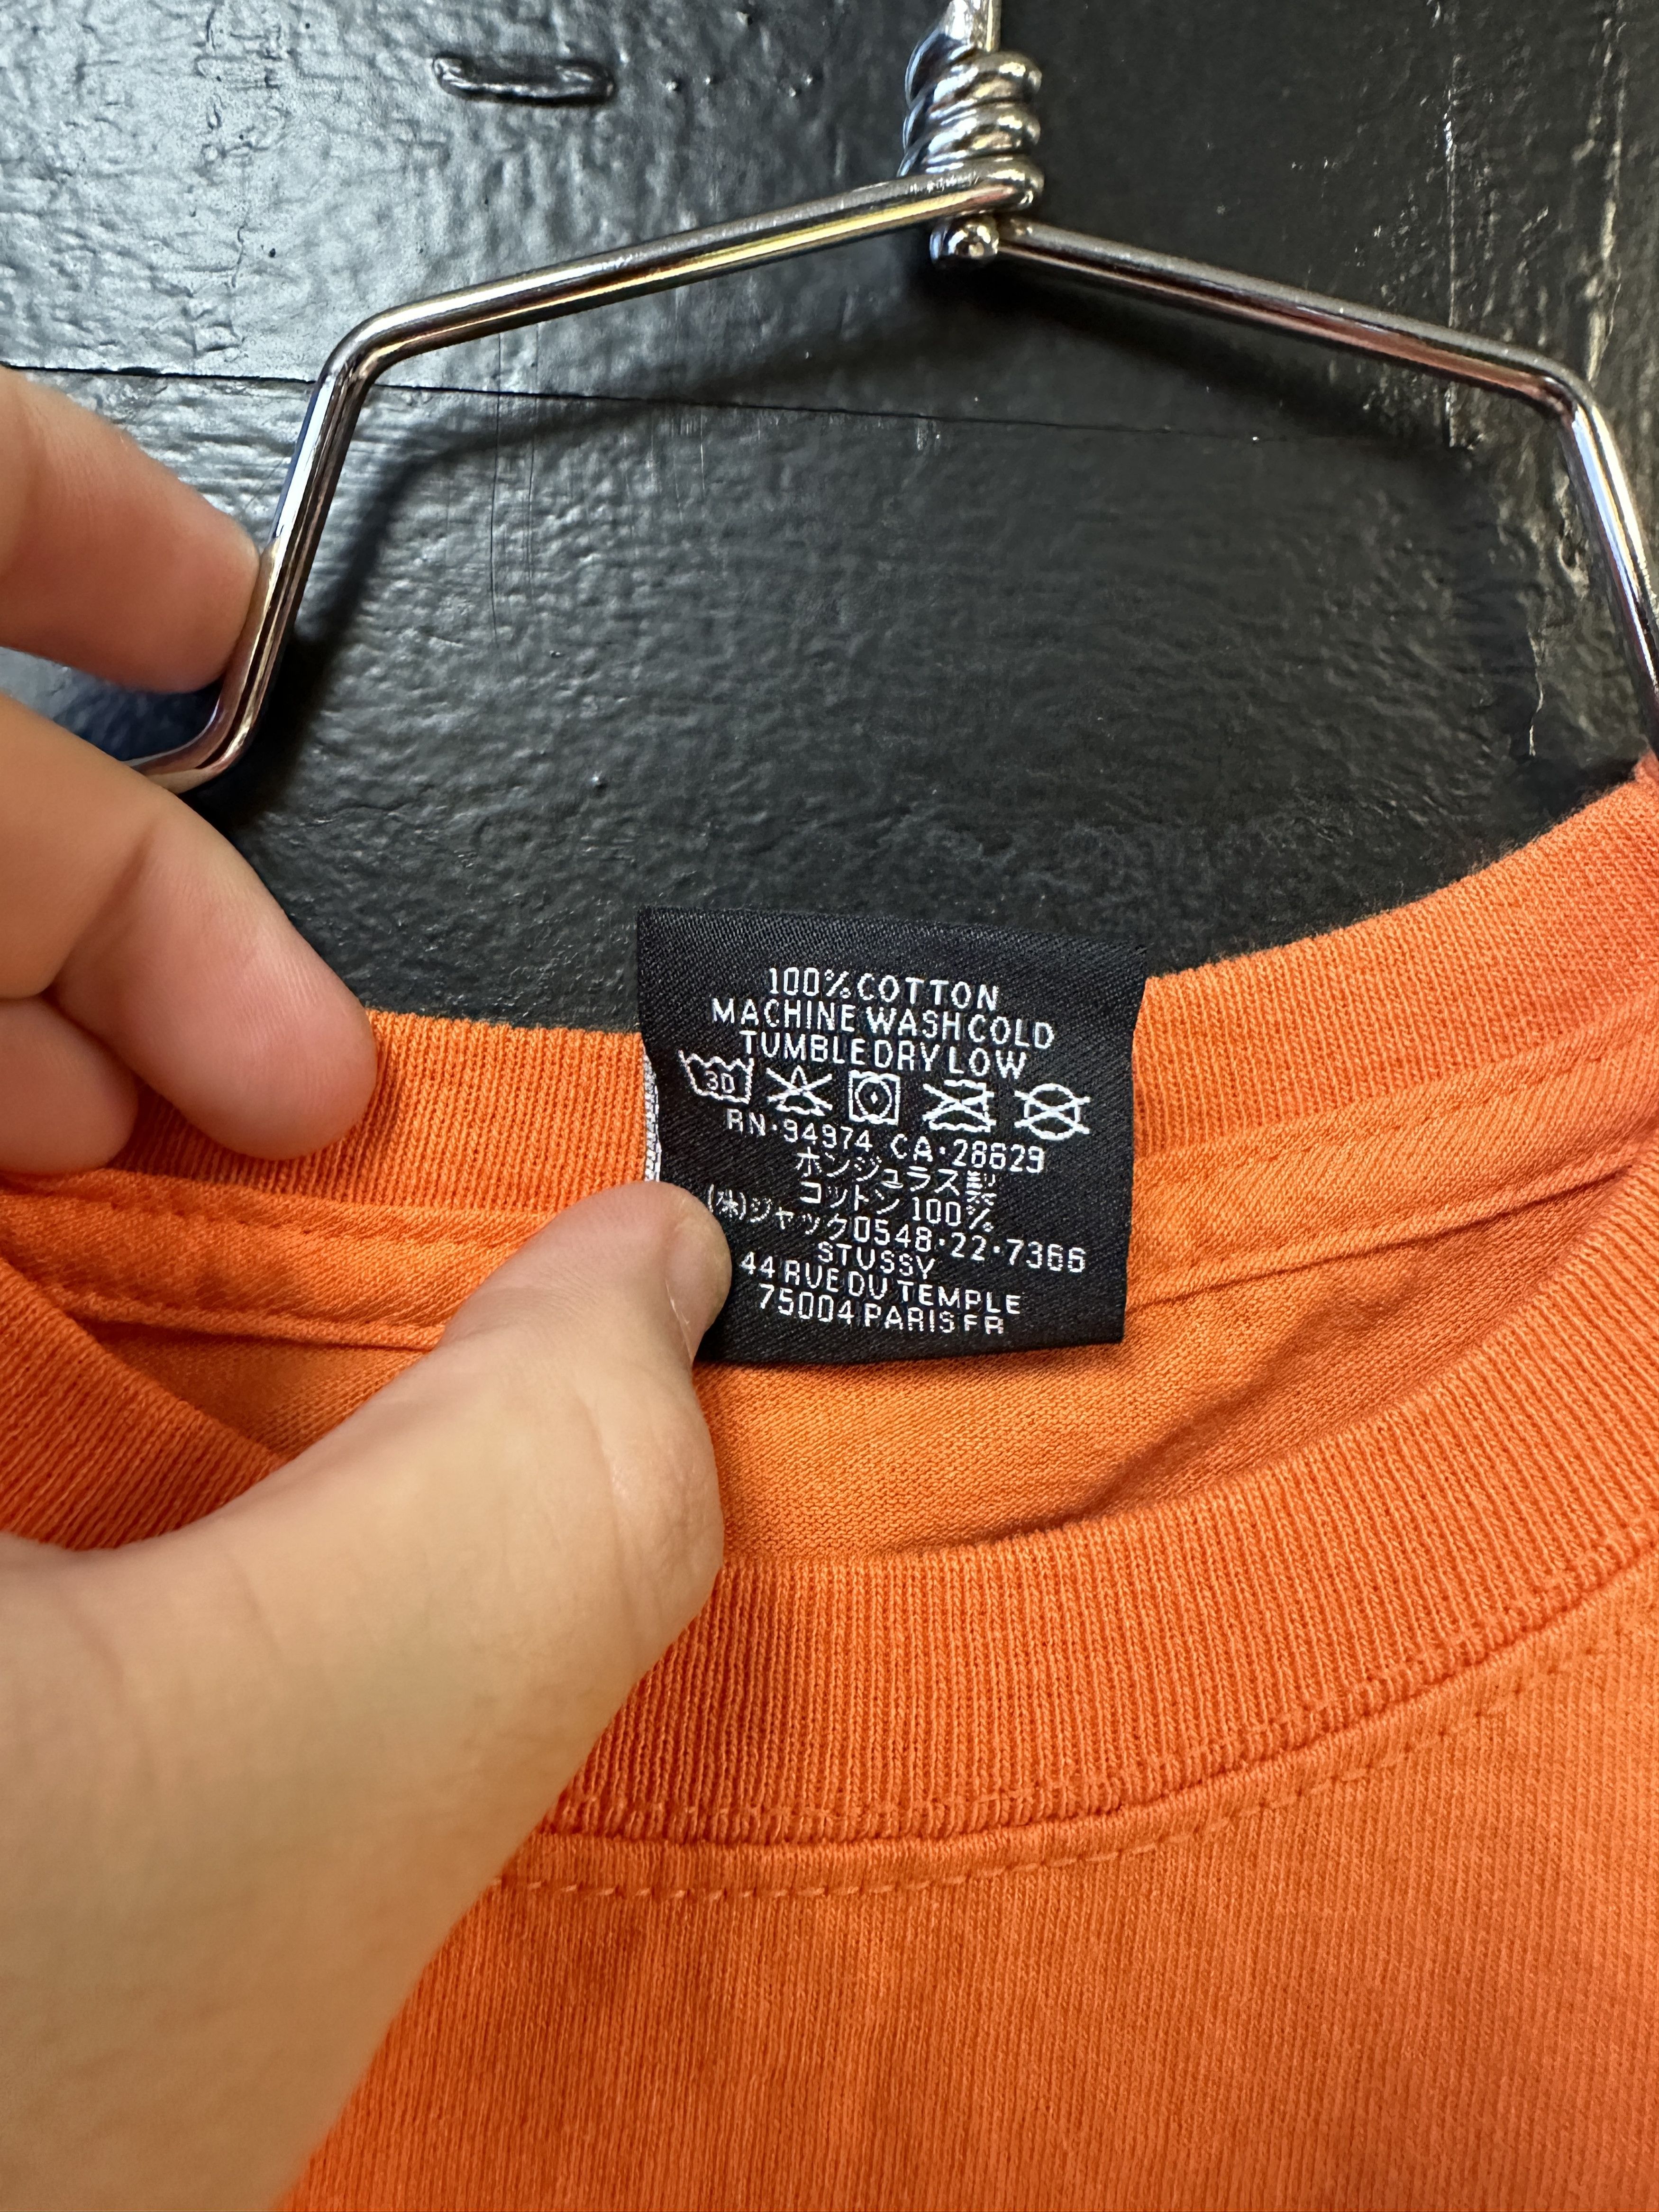 100% COTTON
MACHINE WASH COLD
TUMBLE DRY LOW
30
RN·94974 CA·28629
ホンジュラス製
コットン 100%
(株)ジャック0548·22·7366
STUSSY
44 RUE DU TEMPLE
75004 PARIS FR